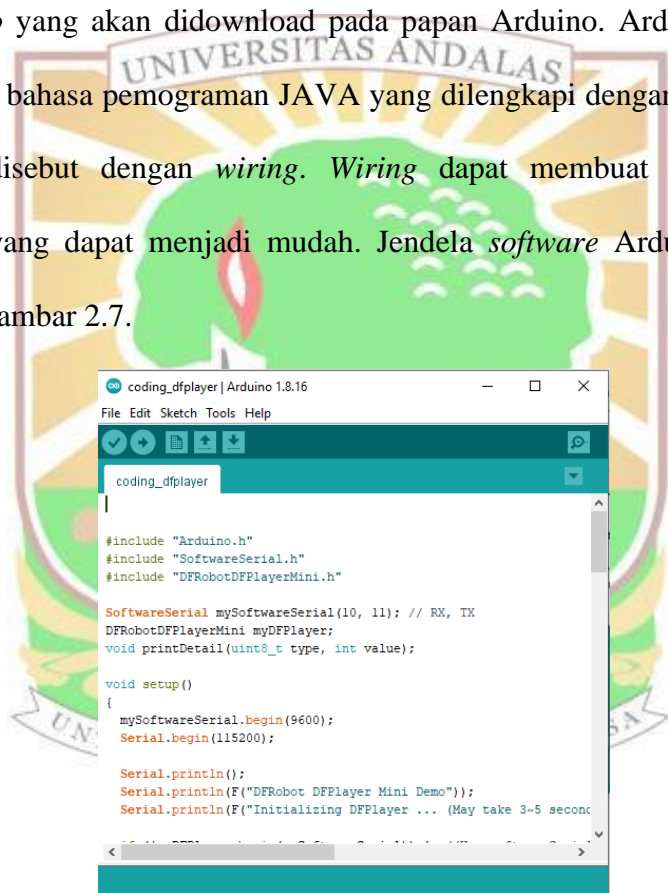 yang akan didownload pada papan Arduino. Ard
UNIVERSITAS ANDALAS
bahasa pemograman JAVA yang dilengkapi dengan
disebut dengan wiring. Wiring dapat membuat
yang dapat menjadi mudah. Jendela software Ardu
ambar 2.7.
coding_dfplayer | Arduino 1.8.16
File Edit Sketch Tools Help
coding_dfplayer
#include "Arduino.h"
#include "SoftwareSerial.h"
#include "DFRobotDFPlayerMini.h"
SoftwareSerial mySoftwareSerial(10, 11); // RX, TX
DFRobotDFPlayerMini myDFPlayer;
void printDetail(uint8_t type, int value);
void setup()
{
mySoftwareSerial.begin(9600);
Serial.begin(115200);
Serial.println();
Serial.println(F("DFRobot DFPlayer Mini Demo"));
Serial.println(F("Initializing DFPlayer ... (May take 3~5 second